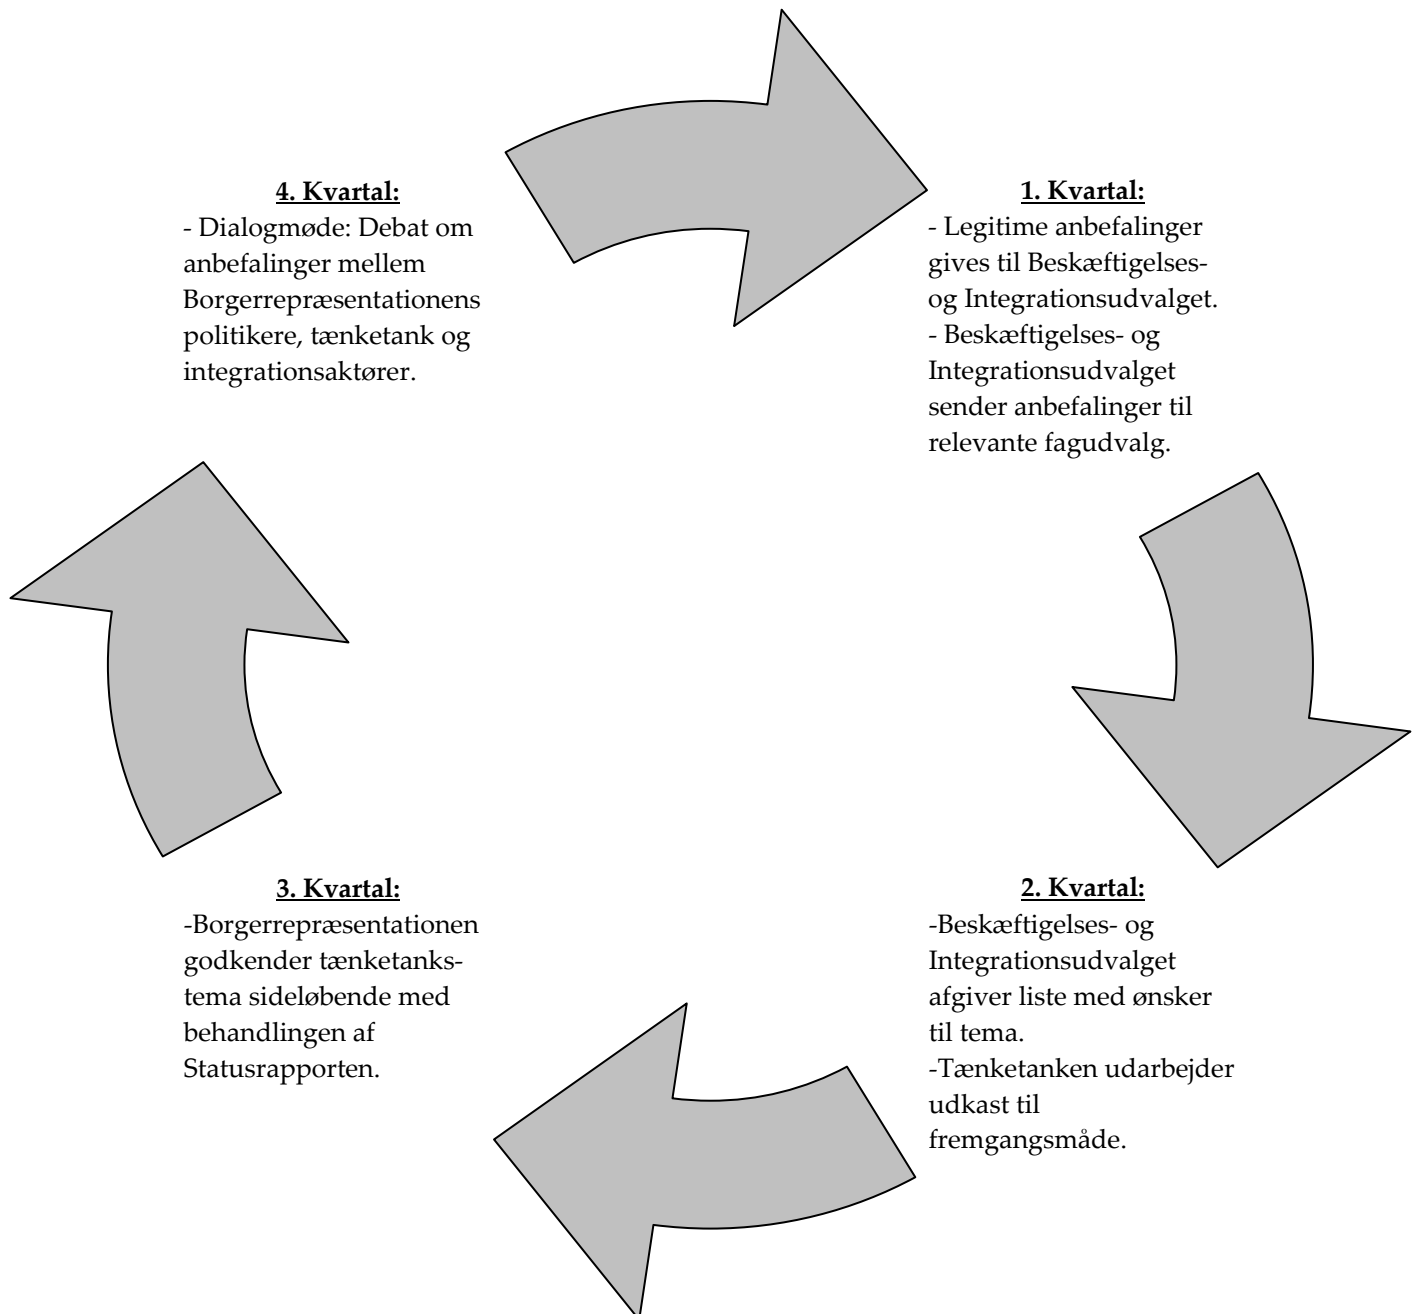 4. Kvartal:
- Dialogmøde: Debat om
anbefalinger mellem
Borgerrepræsentationens
politikere, tænketank og
integrationsaktører.
1. Kvartal:
- Legitime anbefalinger
gives til Beskæftigelses-
og Integrationsudvalget.
- Beskæftigelses- og
Integrationsudvalget
sender anbefalinger til
relevante fagudvalg.
3. Kvartal:
-Borgerrepræsentationen
godkender tænketanks-
tema sideløbende med
behandlingen af
Statusrapporten.
2. Kvartal:
-Beskæftigelses- og
Integrationsudvalget
afgiver liste med ønsker
til tema.
-Tænketanken udarbejder
udkast til
fremgangsmåde.